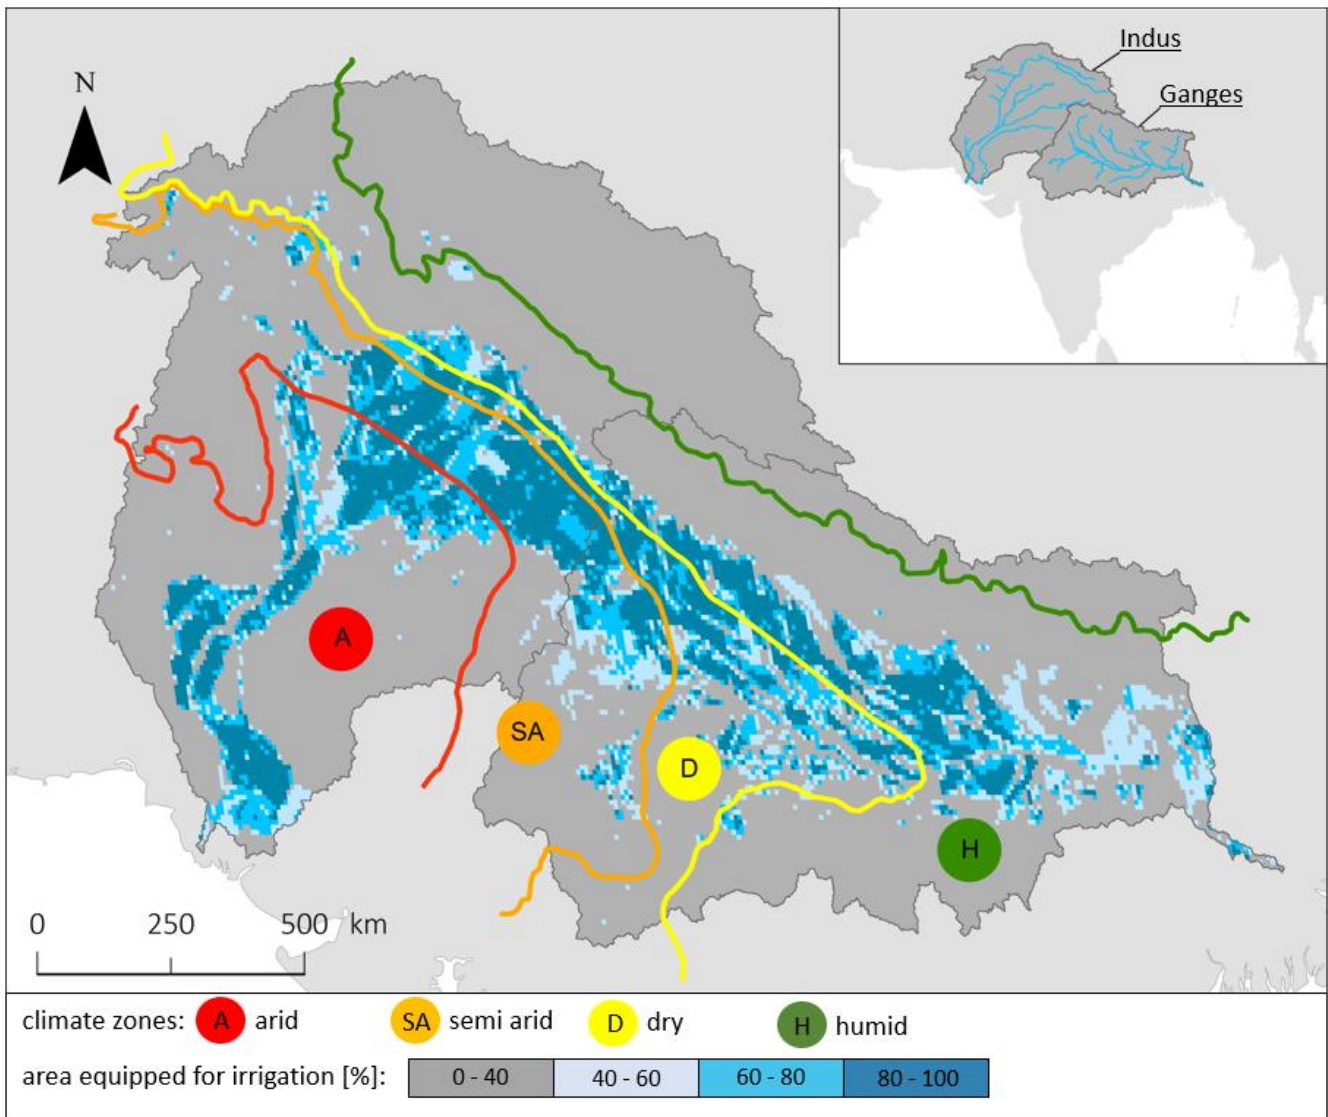 Indus
Ganges
N
A
SA
D
H
0 250 500 km
climate zones: A arid SA semi arid D dry H humid
area equipped for irrigation [%]: 0 - 40 40 - 60 60 - 80 80 - 100